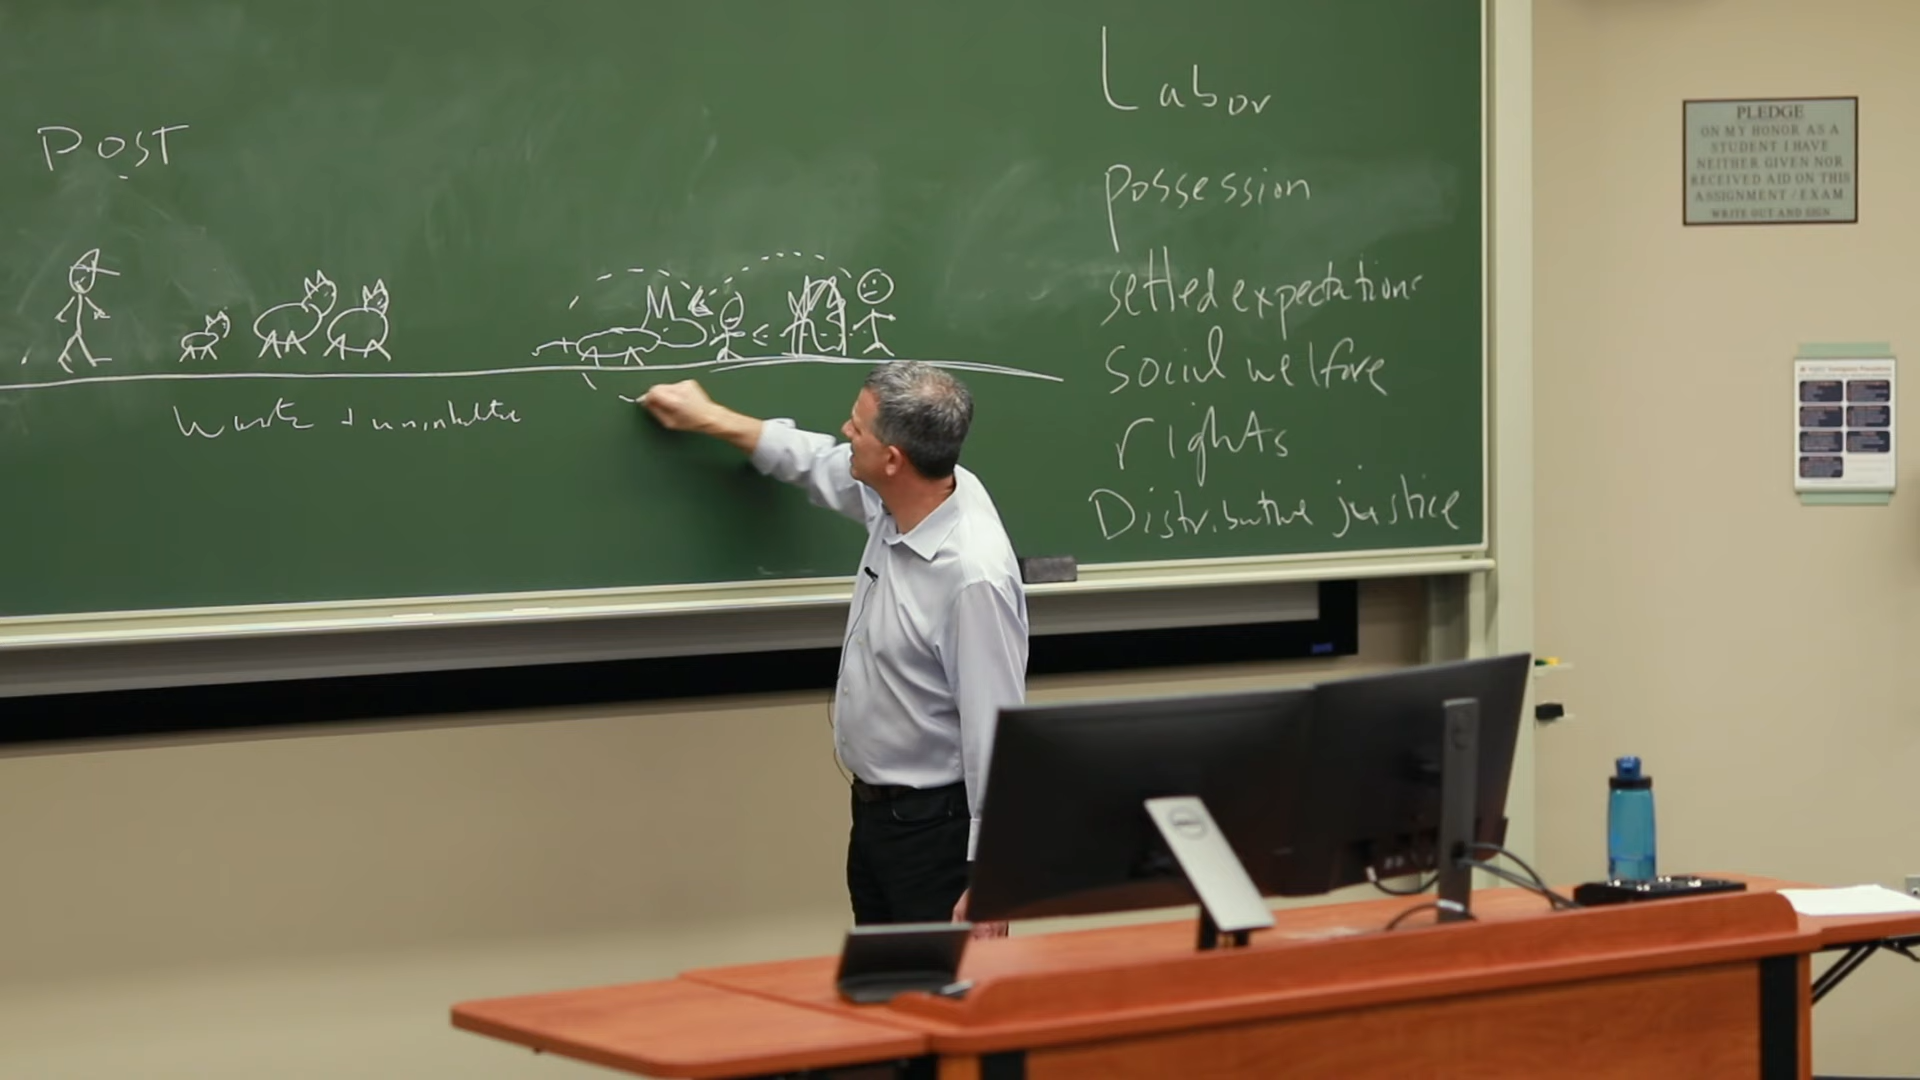 POST
Labor
possession
settled expectations
social welfare
rights
Distributive justice
PLEDGE
ON MY HONOR AS A
STUDENT I HAVE
NEITHER GIVEN NOR
RECEIVED AID ON THIS
ASSIGNMENT / EXAM
WRITE OUT AND SIGN
DELL